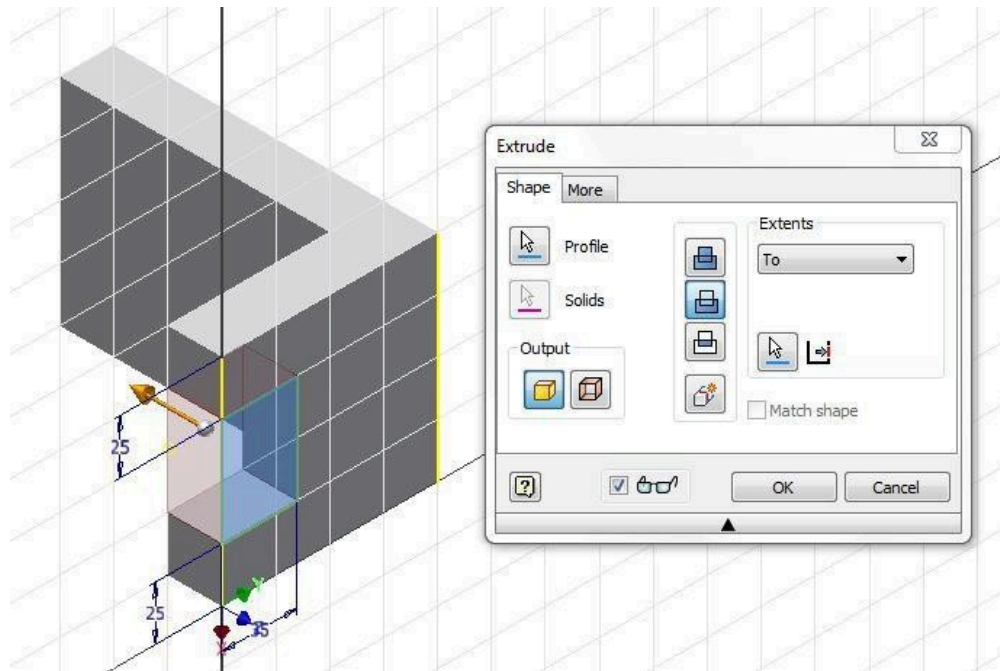 Extrude
Shape More
Profile
Solids
Output
Extents
To
Match shape
OK Cancel
25
25
35
Y
X